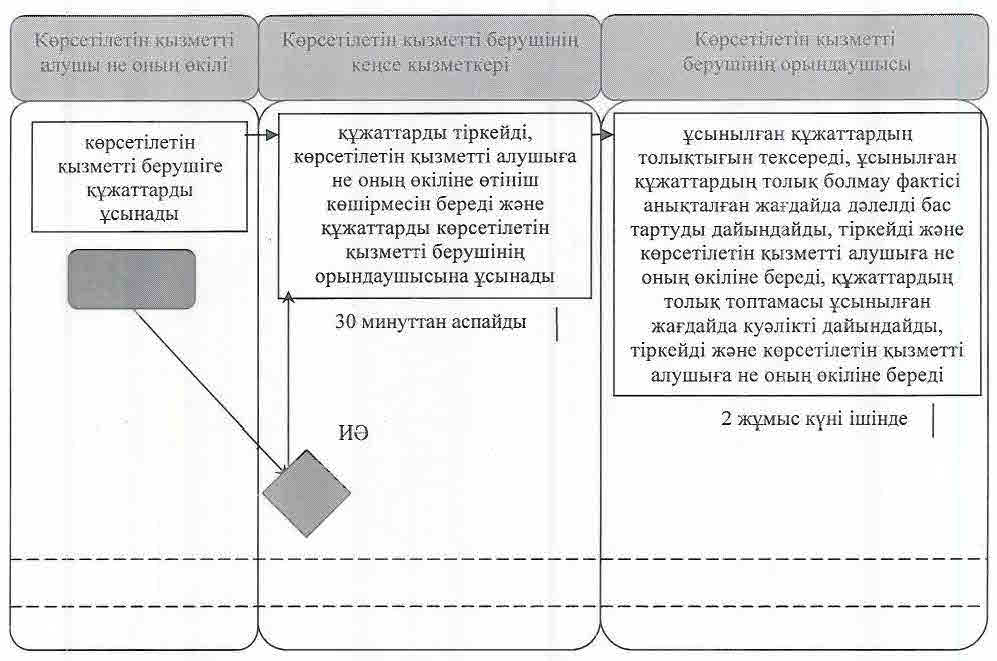 Көрсетілетін қызметті
алушы не оның өкілі
Көрсетілетін қызметті берушінің
кеңсе қызметкері
Көрсетілетін қызметті
берушінің орындаушысы
көрсетілетін
қызметті берушіге
құжаттарды
ұсынады
құжаттарды тіркейді,
көрсетілетін қызметті алушыға
не оның өкіліне өтініш
көшірмесін береді және
құжаттарды көрсетілетін
қызметті берушінің
орындаушысына ұсынады
30 минуттан аспайды
ИӘ
ұсынылған құжаттардың
толықтығын тексереді, ұсынылған
құжаттардың толық болмау фактісі
анықталған жағдайда дәлелді бас
тартуды дайындайды, тіркейді және
көрсетілетін қызметті алушыға не
оның өкіліне береді, құжаттардың
толық топтамасы ұсынылған
жағдайда куәлікті дайындайды,
тіркейді және көрсетілетін қызметті
алушыға не оның өкіліне береді
2 жұмыс күні ішінде